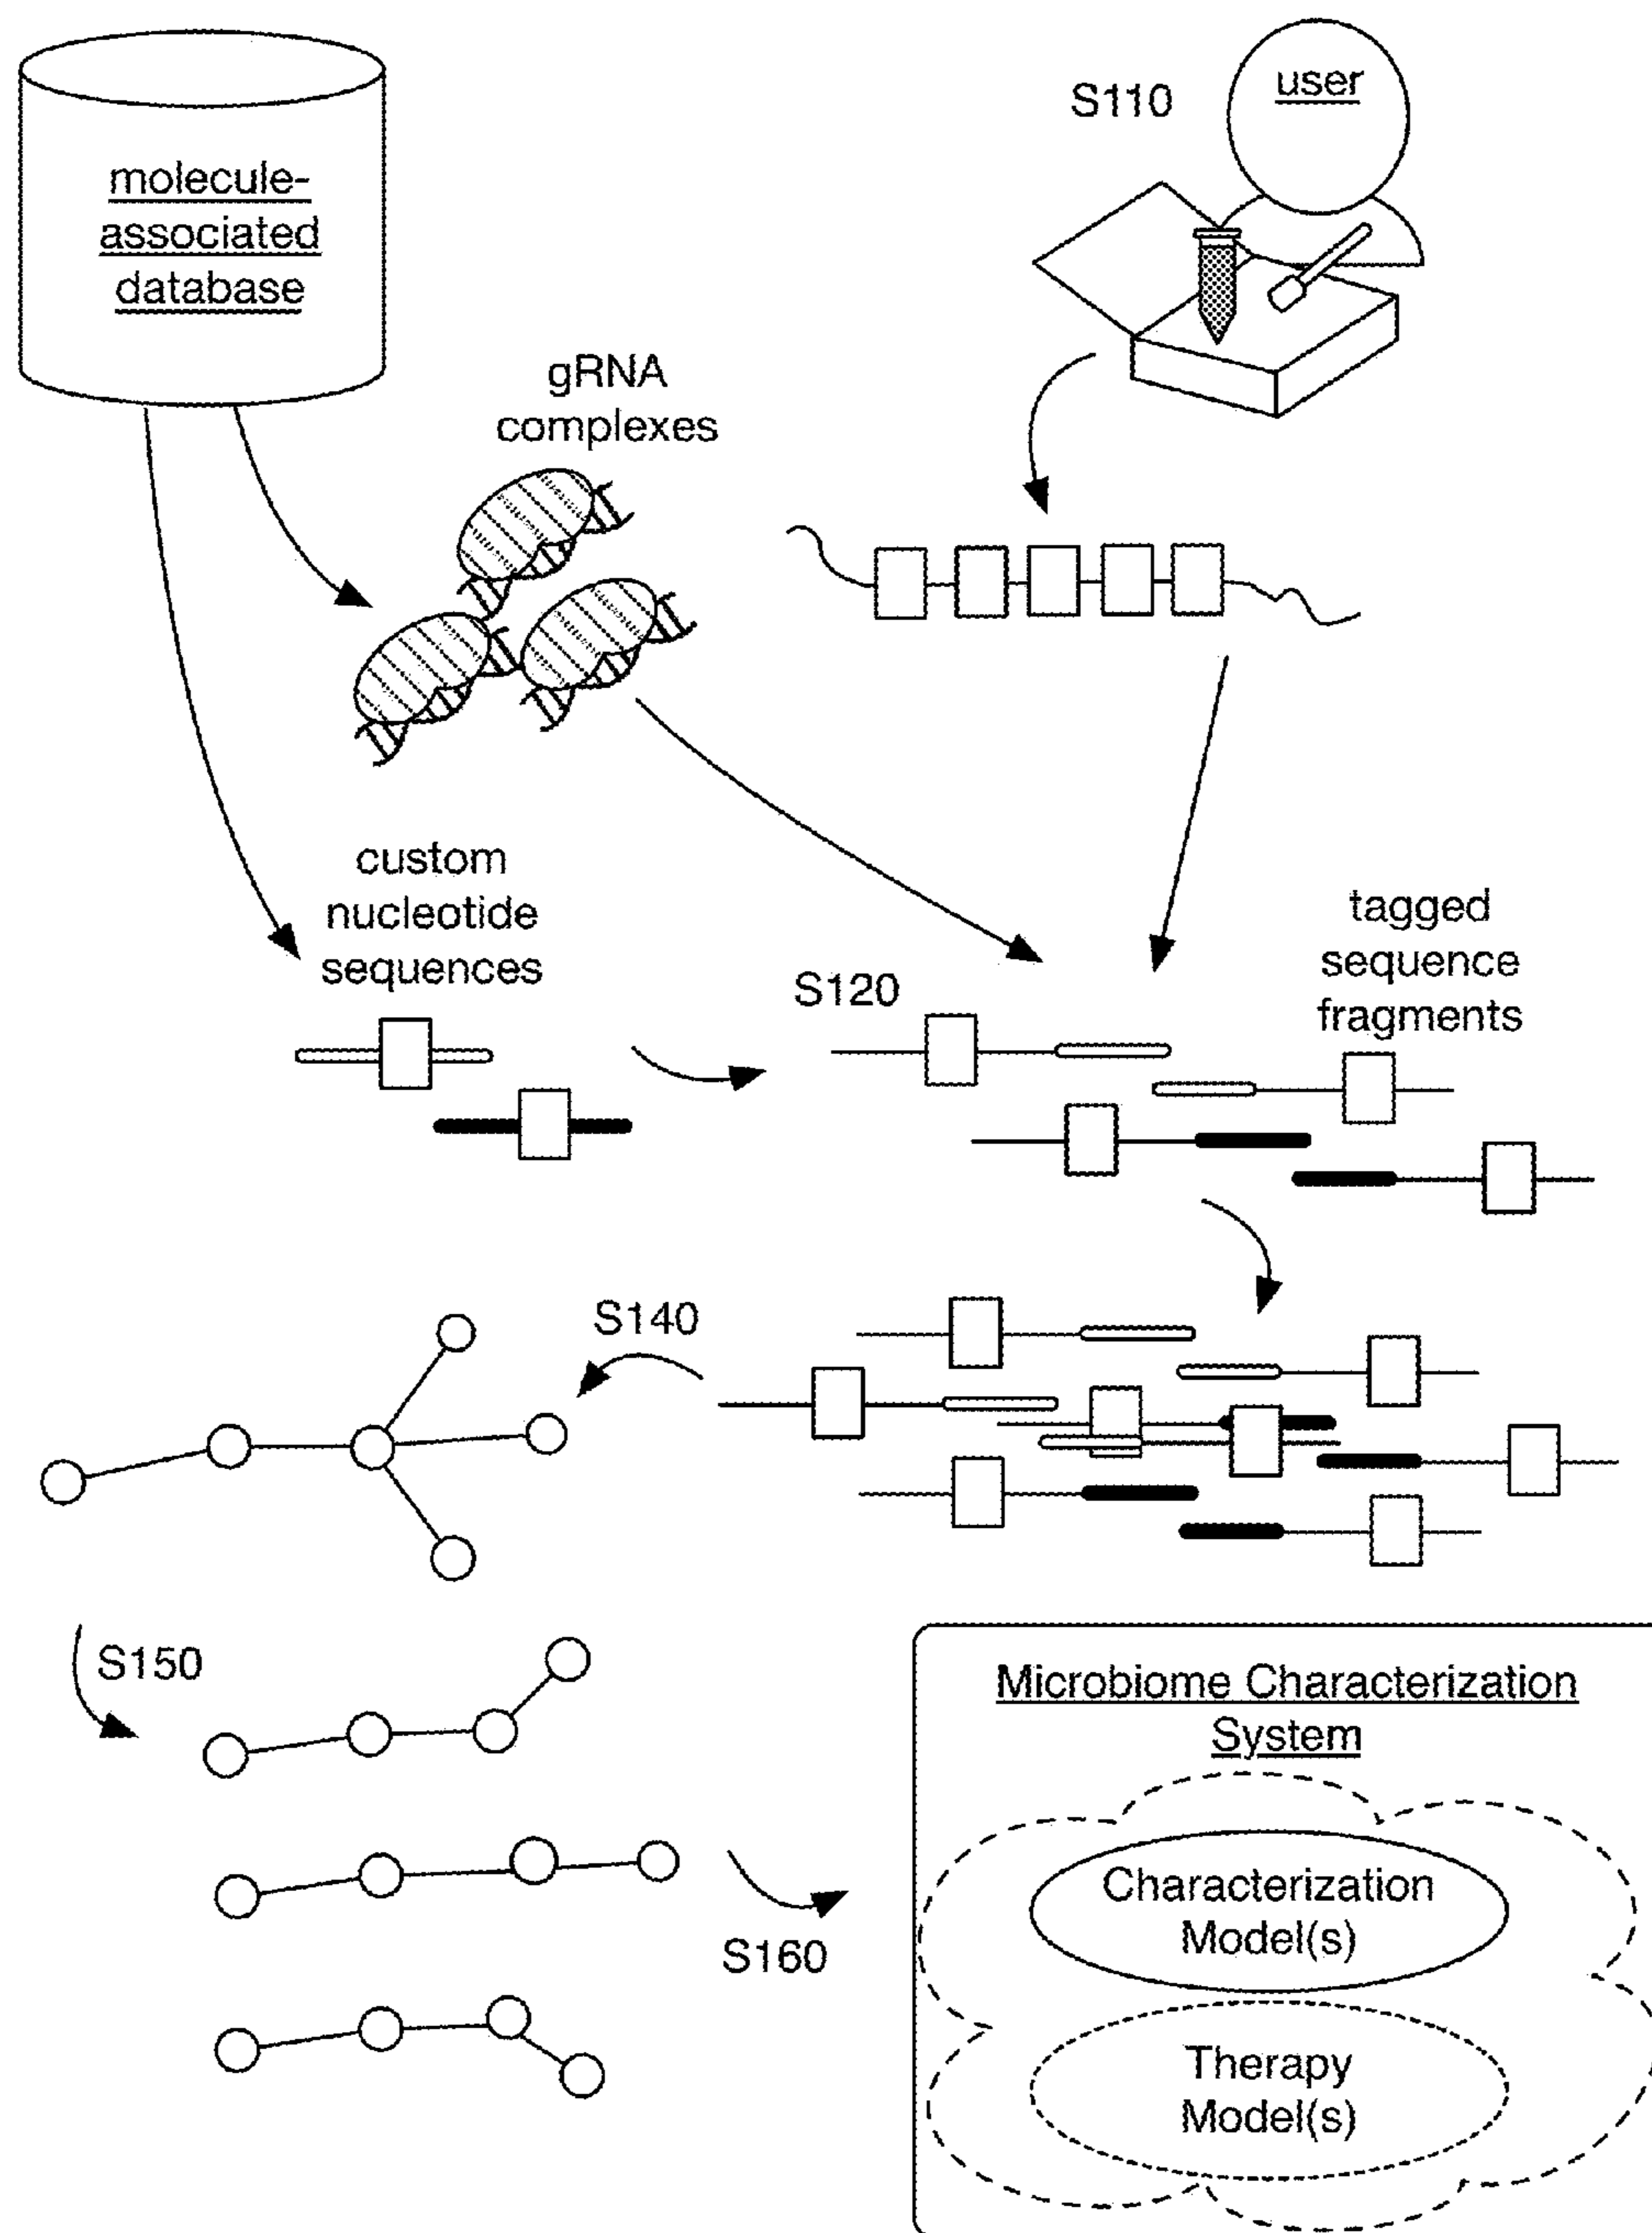 molecule-
associated
database
S110
user
gRNA
complexes
custom
nucleotide
sequences
S120
tagged
sequence
fragments
S140
S150
S160
Microbiome Characterization
System
Characterization
Model(s)
Therapy
Model(s)